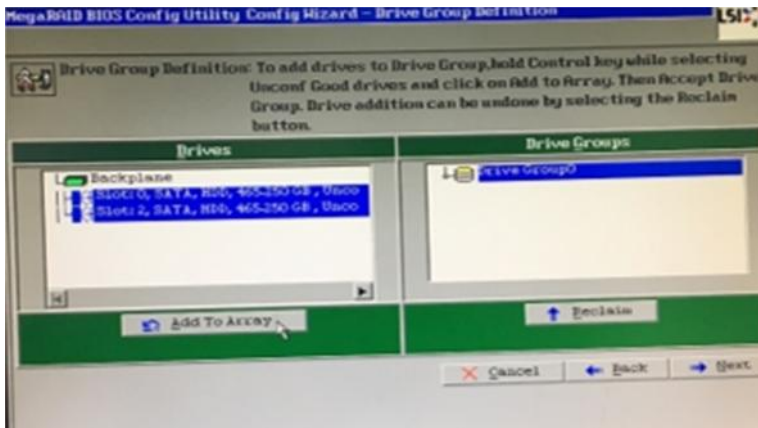 MegaRAID BIOS Config Utility Config Wizard – Drive Group Definition
LSI
Drive Group Definition: To add drives to Drive Group,hold Control key while selecting
Unconf Good drives and click on Add to Array. Then Accept Drive
Group. Drive addition can be undone by selecting the Reclaim
button.
Drives
Drive Groups
Backplane
Slot: 0, SATA, HDD, 465.250 GB, Unco
Slot: 2, SATA, HDD, 465.250 GB, Unco
Drive Group0
Add To Array
Reclaim
Cancel
Back
Next